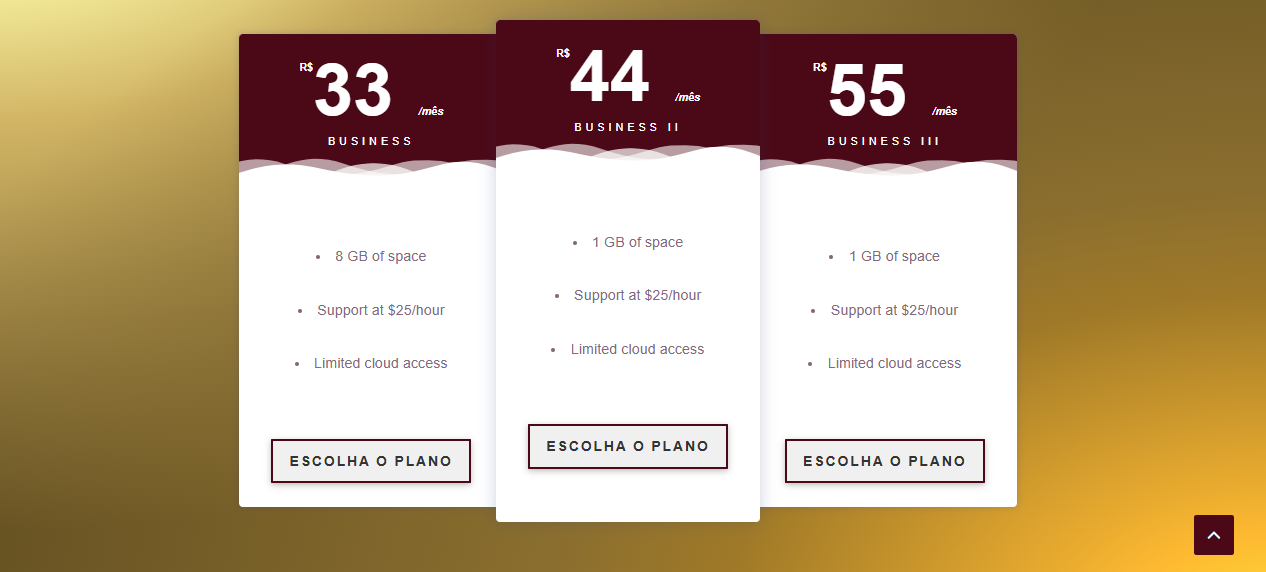 R$33 /mês
BUSINESS
• 8 GB of space
• Support at $25/hour
• Limited cloud access
ESCOLHA O PLANO
R$44 /mês
BUSINESS II
• 1 GB of space
• Support at $25/hour
• Limited cloud access
ESCOLHA O PLANO
R$55 /mês
BUSINESS III
• 1 GB of space
• Support at $25/hour
• Limited cloud access
ESCOLHA O PLANO